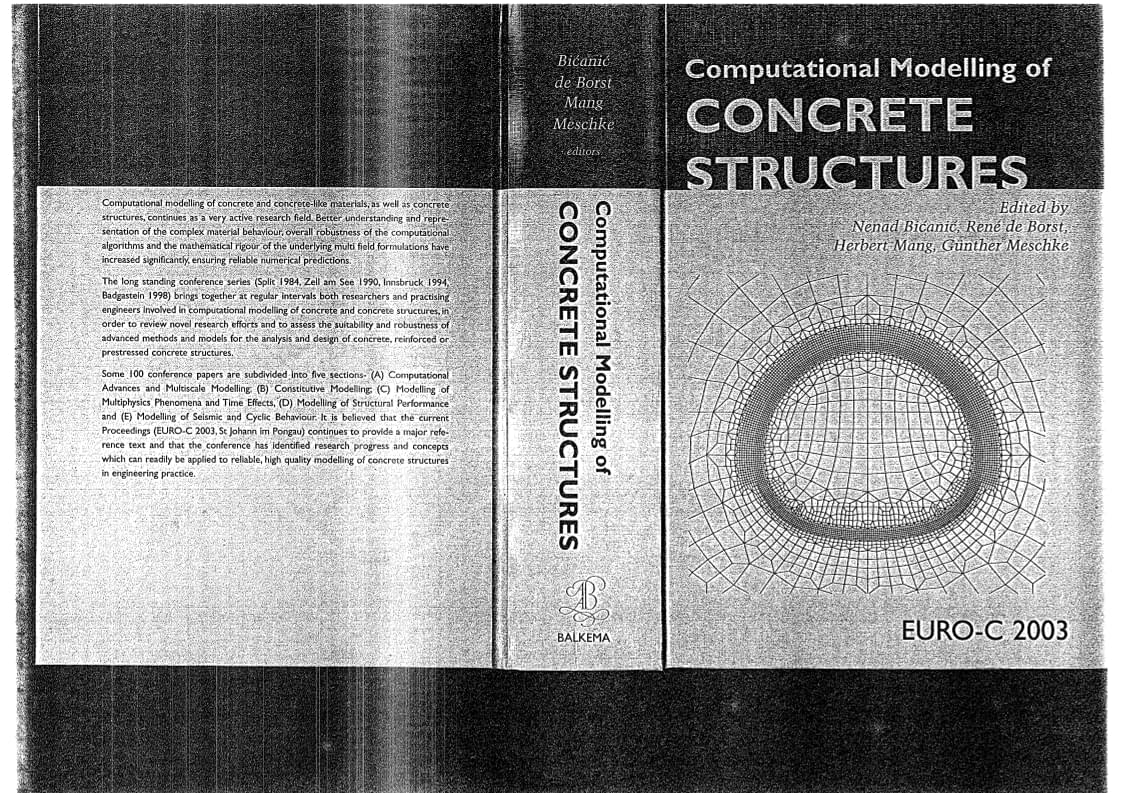 Computational modelling of concrete and concrete-like materials, as well as concrete
structures, continues as a very active research field. Better understanding and repre-
sentation of the complex material behaviour, overall robustness of the computational
algorithms and the mathematical rigour of the underlying multi field formulations have
increased significantly, ensuring reliable numerical predictions.
The long standing conference series (Split 1984, Zell am See 1990, Innsbruck 1994,
Badgastein 1998) brings together at regular intervals both researchers and practising
engineers involved in computational modelling of concrete and concrete structures, in
order to review novel research efforts and to assess the suitability and robustness of
advanced methods and models for the analysis and design of concrete, reinforced or
prestressed concrete structures.
Some 100 conference papers are subdivided into five sections- (A) Computational
Advances and Multiscale Modelling; (B) Constitutive Modelling; (C) Modelling of
Multiphysics Phenomena and Time Effects, (D) Modelling of Structural Performance
and (E) Modelling of Seismic and Cyclic Behaviour. It is believed that the current
Proceedings (EURO-C 2003, St Johann im Pongau) continues to provide a major refe-
rence text and that the conference has identified research progress and concepts
which can readily be applied to reliable, high quality modelling of concrete structures
in engineering practice.
Bićanić
de Borst
Mang
Meschke
editors
Computational Modelling of
CONCRETE STRUCTURES
AB
BALKEMA
Computational Modelling of
CONCRETE
STRUCTURES
Edited by
Nenad Bićanić, René de Borst,
Herbert Mang, Günther Meschke
EURO-C 2003